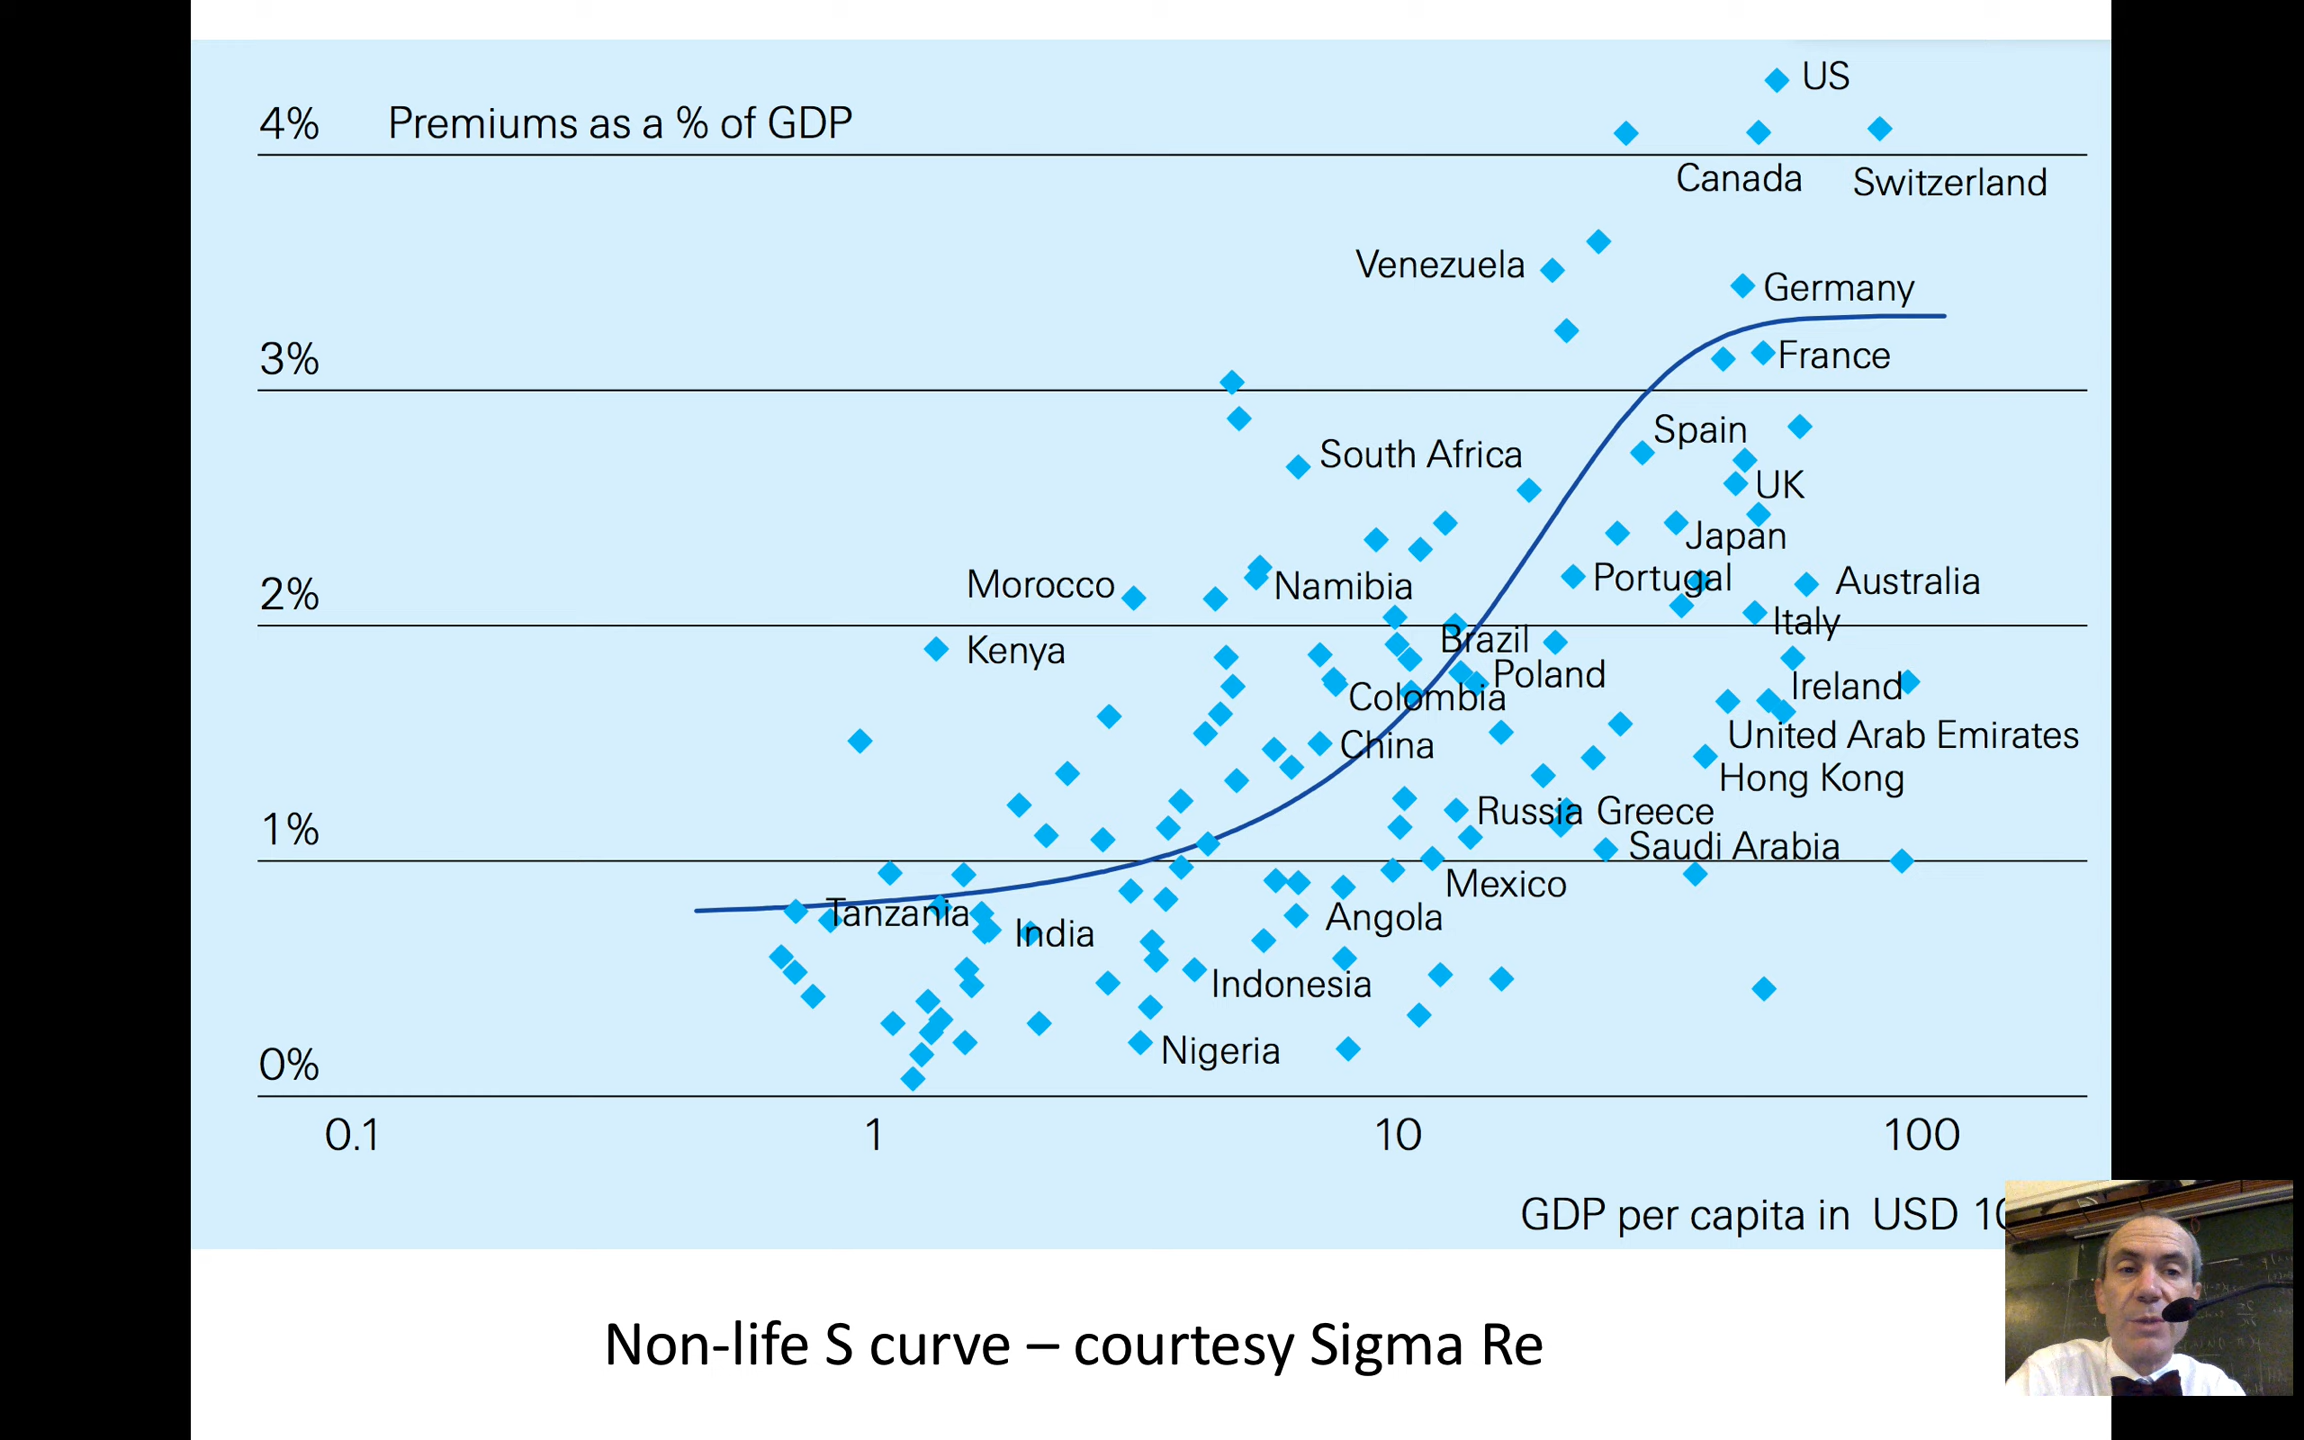 US
4%
Premiums as a % of GDP
Canada
Switzerland
Venezuela
Germany
3%
France
Spain
South Africa
UK
Japan
Morocco
Namibia
Portugal
Australia
2%
Italy
Kenya
Brazil
Poland
Colombia
Ireland
China
United Arab Emirates
Hong Kong
Russia
Greece
1%
Saudi Arabia
Mexico
Tanzania
Angola
India
Indonesia
Nigeria
0%
0.1
1
10
100
GDP per capita in USD
Non-life S curve – courtesy Sigma Re